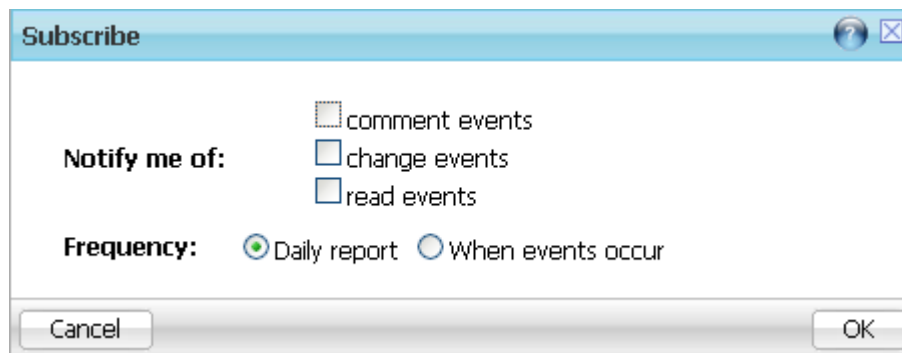 Subscribe
?
comment events
Notify me of:
change events
read events
Frequency:
Daily report
When events occur
Cancel
OK